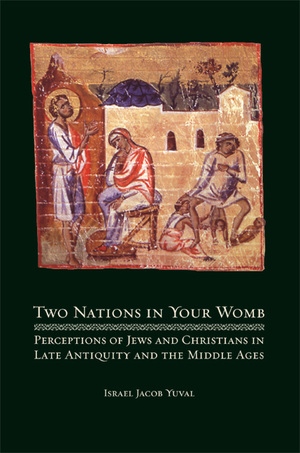 Two Nations in Your Womb
Perceptions of Jews and Christians in
Late Antiquity and the Middle Ages
Israel Jacob Yuval